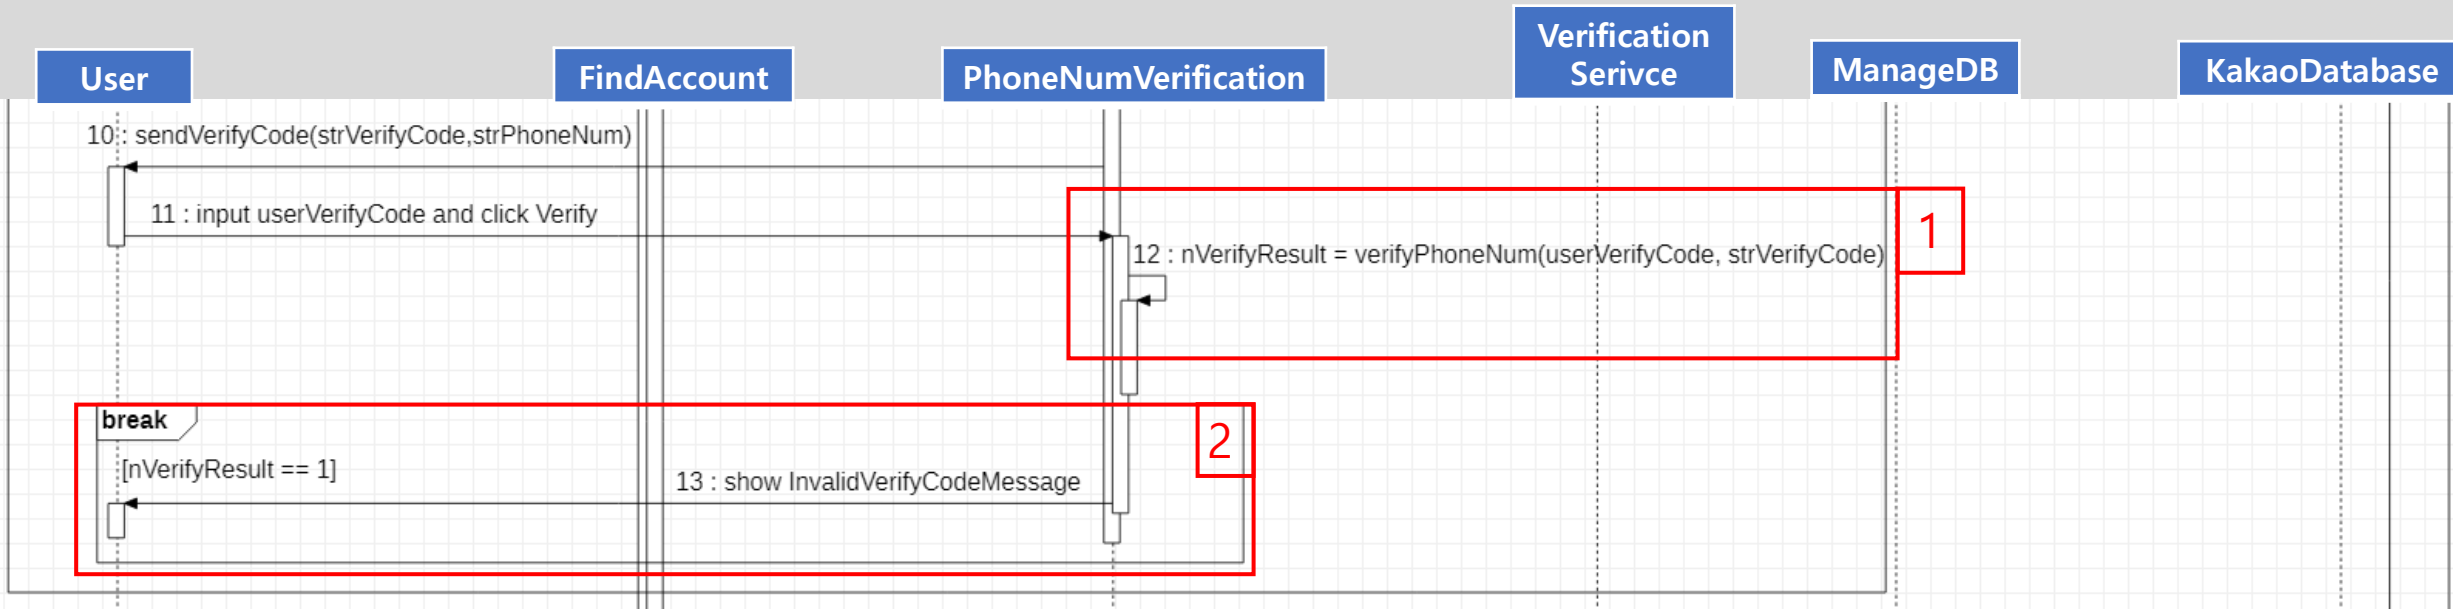 User
FindAccount
PhoneNumVerification
Verification
Serivce
ManageDB
KakaoDatabase
10 : sendVerifyCode(strVerifyCode,strPhoneNum)
11 : input userVerifyCode and click Verify
1
12 : nVerifyResult = verifyPhoneNum(userVerifyCode, strVerifyCode)
break
2
[nVerifyResult == 1]
13 : show InvalidVerifyCodeMessage